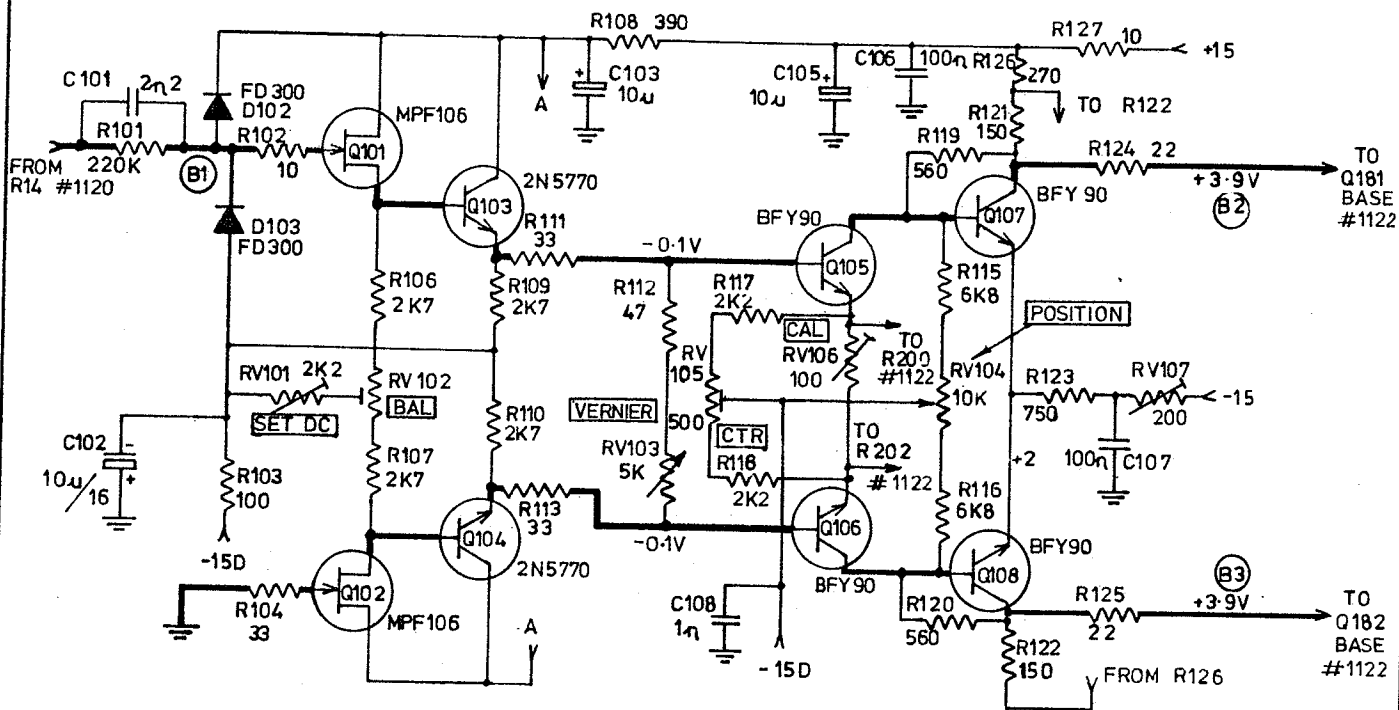 R108 390
R127
10
+15
C101
2n2
FD300
D102
C103
10u
C105
10u
C106
100n
R126
270
A
TO R122
R121
150
R101
220K
R102
10
MPF106
Q101
R119
560
R124 22
FROM
R14 #1120
B1
TO
Q181
BASE
#1122
+3·9V
B2
2N5770
Q103
BFY90
Q107
BFY 90
D103
FD300
R111
33
-0·1V
Q105
R106
2K7
R109
2K7
R112
47
R117
2K2
R115
6K8
POSITION
CAL
TO
R200
#1122
RV101
2K2
SET DC
RV102
BAL
RV
105
500
RV106
100
RV104
10K
R123
750
RV107
200
-15
VERNIER
CTR
R110
2K7
C102
10u
16
R103
100
R107
2K7
RV103
5K
R118
2K2
TO
R202
#1122
+2
100n
C107
R113
33
R116
6K8
-15D
Q104
-0·1V
Q106
2N5770
BFY90
BFY90
Q108
R104
33
Q102
MPF106
A
C108
1n
-15D
R120
560
B3
+3·9V
R125
22
TO
Q182
BASE
#1122
R122
150
FROM R126